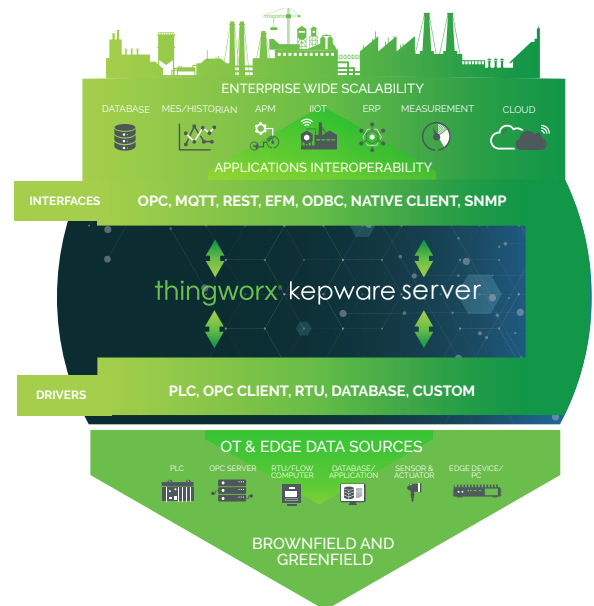 ENTERPRISE WIDE SCALABILITY
DATABASE MES/HISTORIAN APM IIOT ERP MEASUREMENT CLOUD
APPLICATIONS INTEROPERABILITY
INTERFACES OPC, MQTT, REST, EFM, ODBC, NATIVE CLIENT, SNMP
thingworx® kepware server
DRIVERS PLC, OPC CLIENT, RTU, DATABASE, CUSTOM
OT & EDGE DATA SOURCES
PLC OPC SERVER RTU/FLOW COMPUTER DATABASE/ APPLICATION SENSOR & ACTUATOR EDGE DEVICE/ PC
BROWNFIELD AND
GREENFIELD